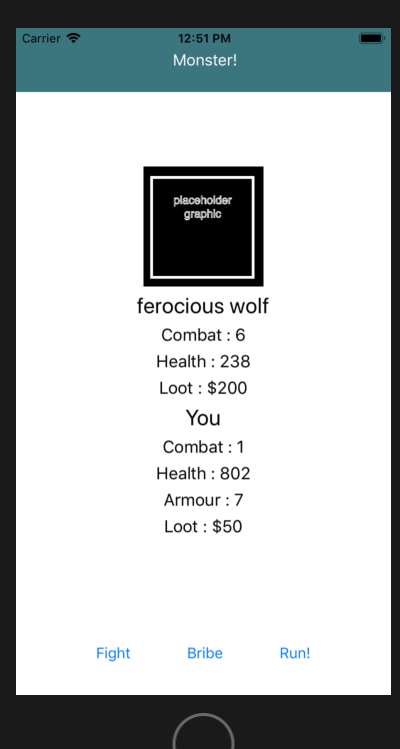 Carrier 12:51 PM
Monster!
placeholder
graphic
ferocious wolf
Combat : 6
Health : 238
Loot : $200
You
Combat : 1
Health : 802
Armour : 7
Loot : $50
Fight Bribe Run!